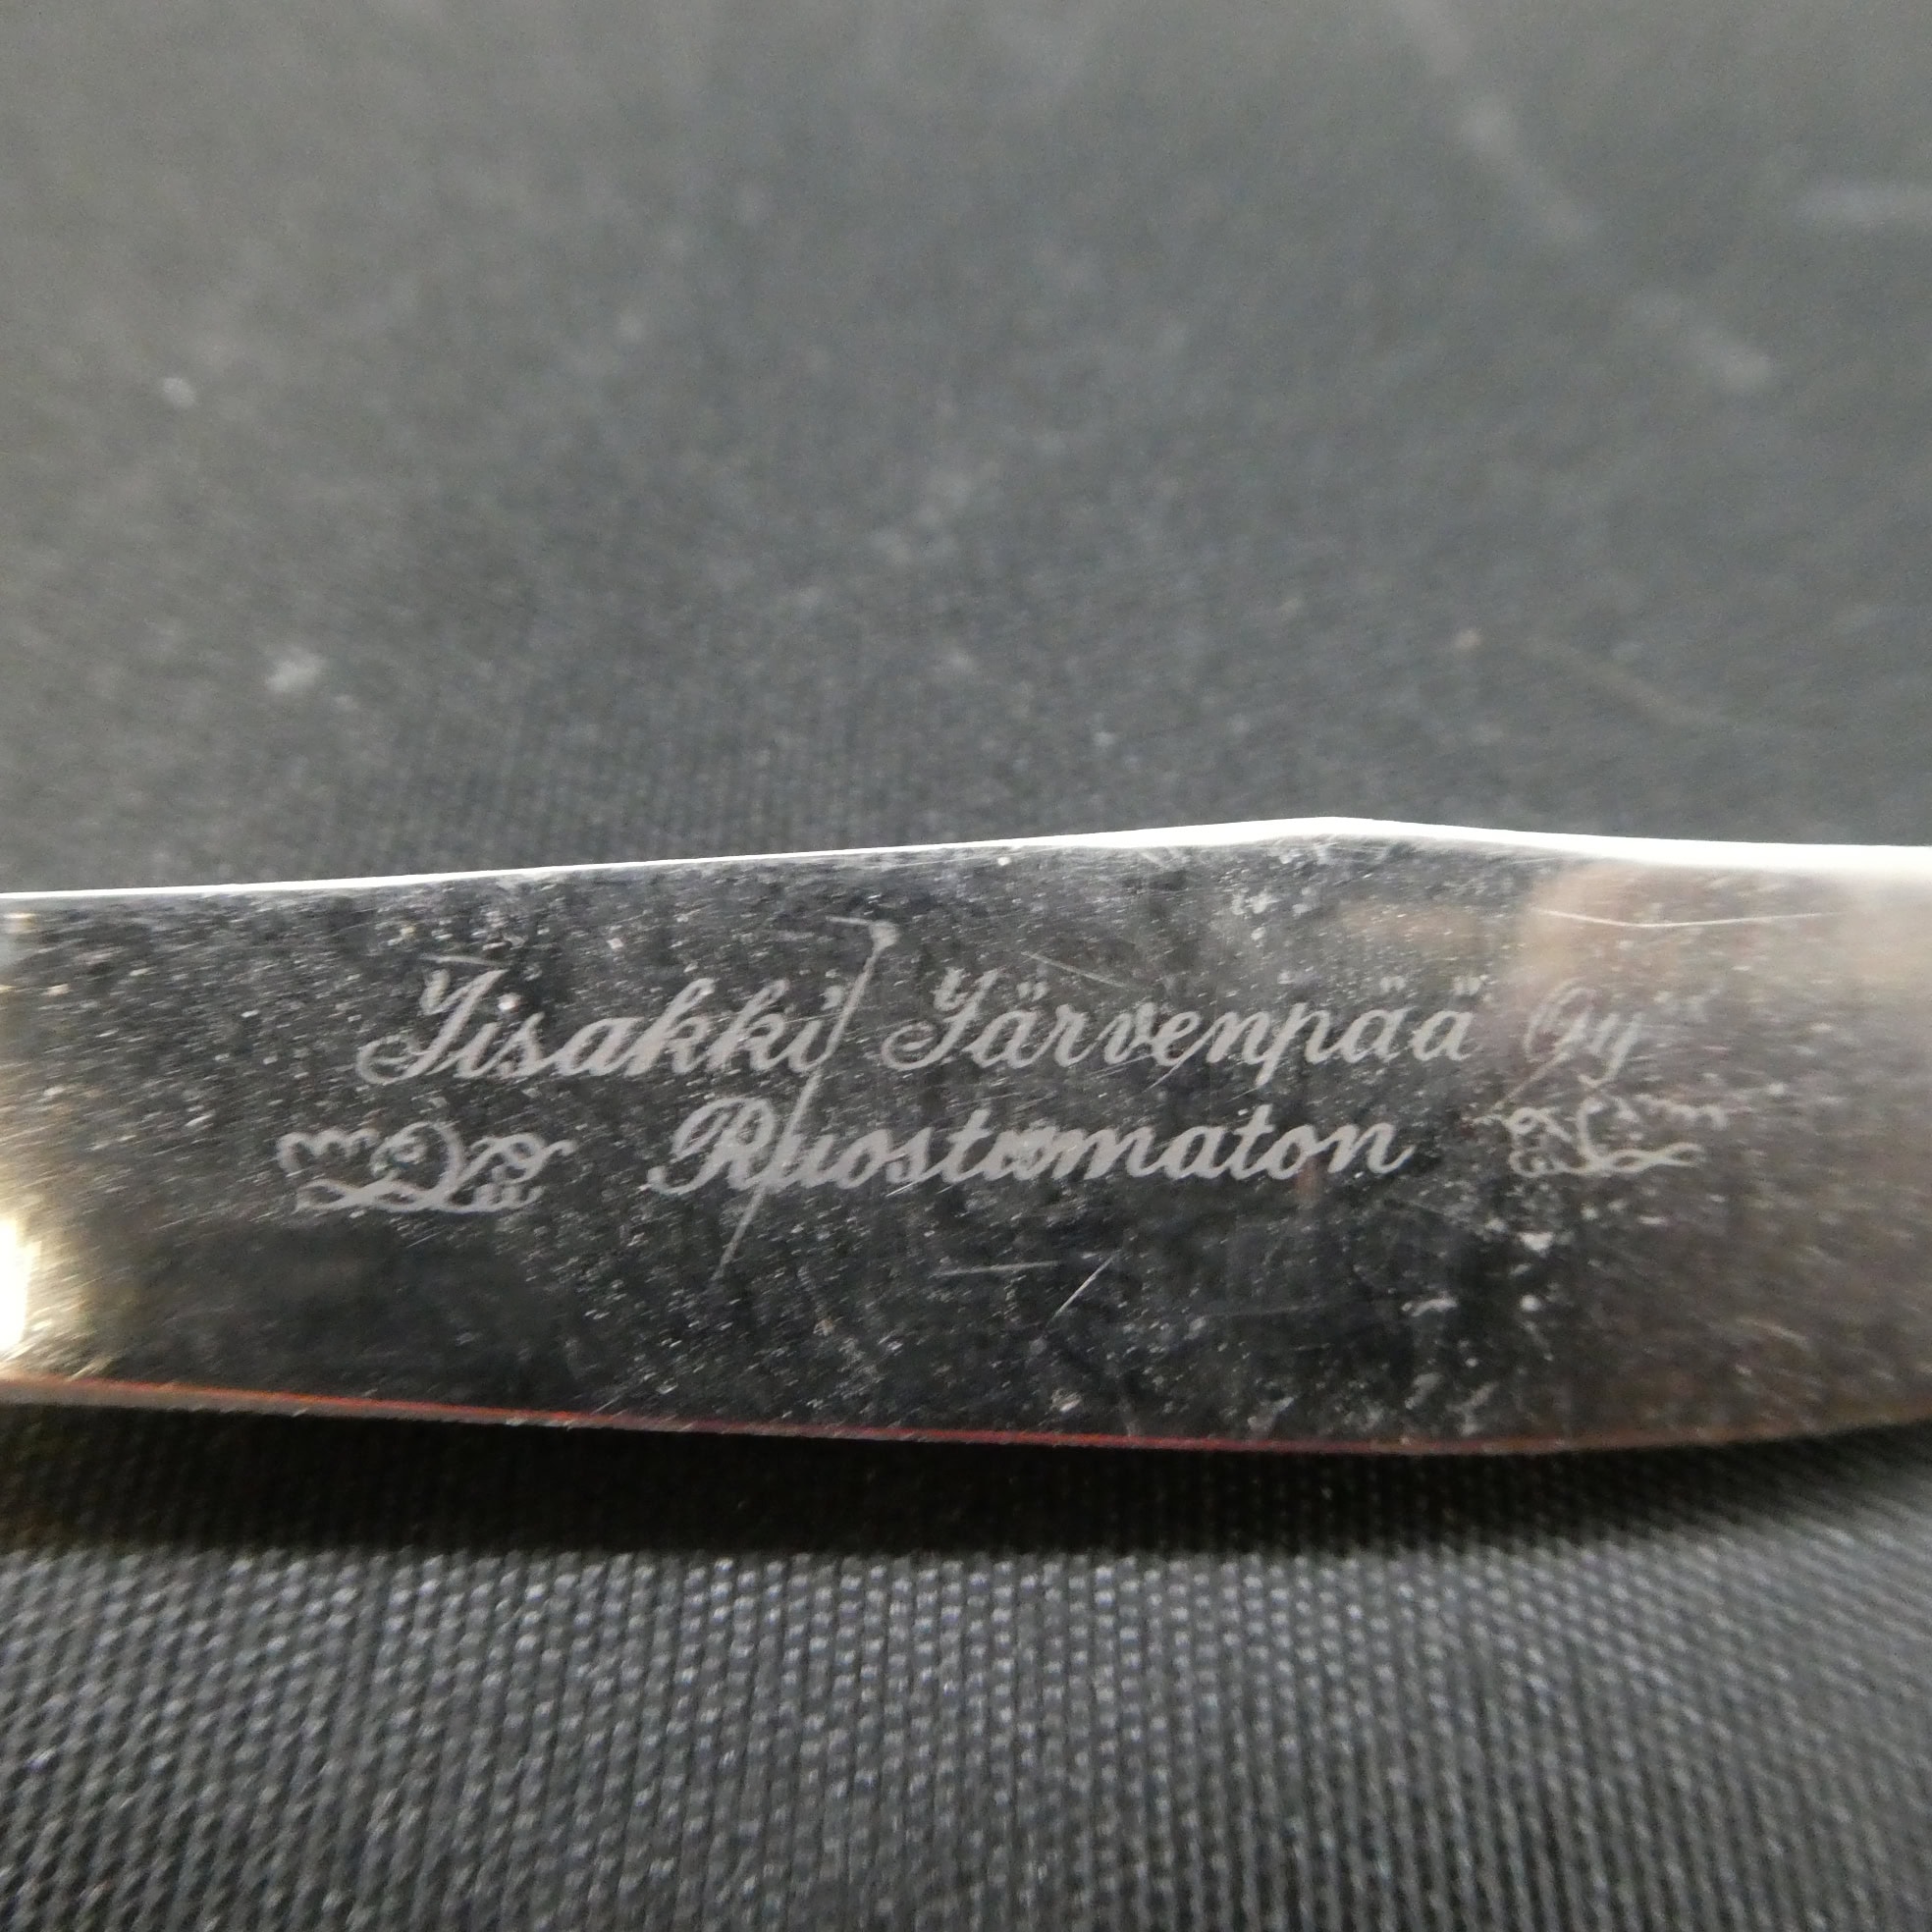 Iisakki Järvenpää Oy
Ruostumaton